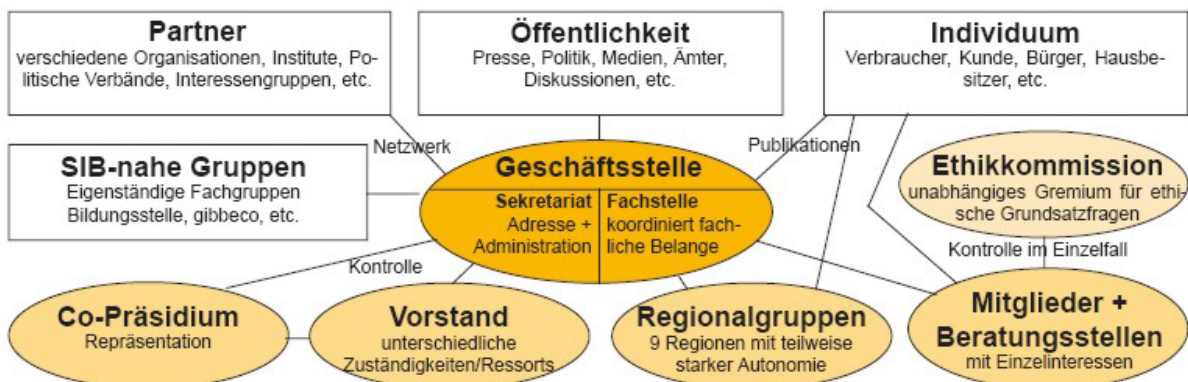 Partner
verschiedene Organisationen, Institute, Po-
litische Verbände, Interessengruppen, etc.
Öffentlichkeit
Presse, Politik, Medien, Ämter,
Diskussionen, etc.
Individuum
Verbraucher, Kunde, Bürger, Hausbe-
sitzer, etc.
Netzwerk
Publikationen
SIB-nahe Gruppen
Eigenständige Fachgruppen
Bildungsstelle, gibbeco, etc.
Geschäftsstelle
Sekretariat
Adresse +
Administration
Fachstelle
koordiniert fach-
liche Belange
Ethikkommission
unabhängiges Gremium für ethi-
sche Grundsatzfragen
Kontrolle
Kontrolle im Einzelfall
Co-Präsidium
Repräsentation
Vorstand
unterschiedliche
Zuständigkeiten/Ressorts
Regionalgruppen
9 Regionen mit teilweise
starker Autonomie
Mitglieder +
Beratungsstellen
mit Einzelinteressen